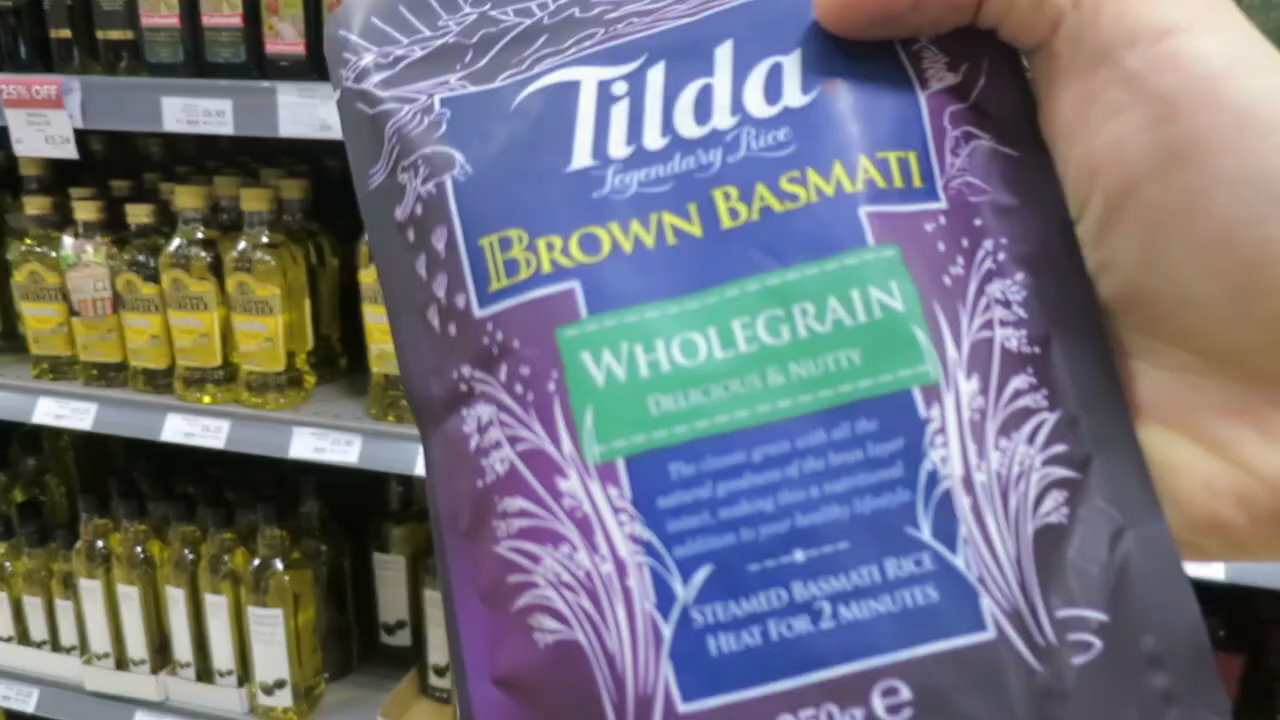 Tilda
Legendary Rice
BROWN BASMATI
WHOLEGRAIN
DELICIOUS & NUTTY
The classic grain with all the
natural goodness of the bran layer
intact, making this a nutritional
addition to your healthy lifestyle.
STEAMED BASMATI RICE
HEAT FOR 2 MINUTES
250g e
25% OFF